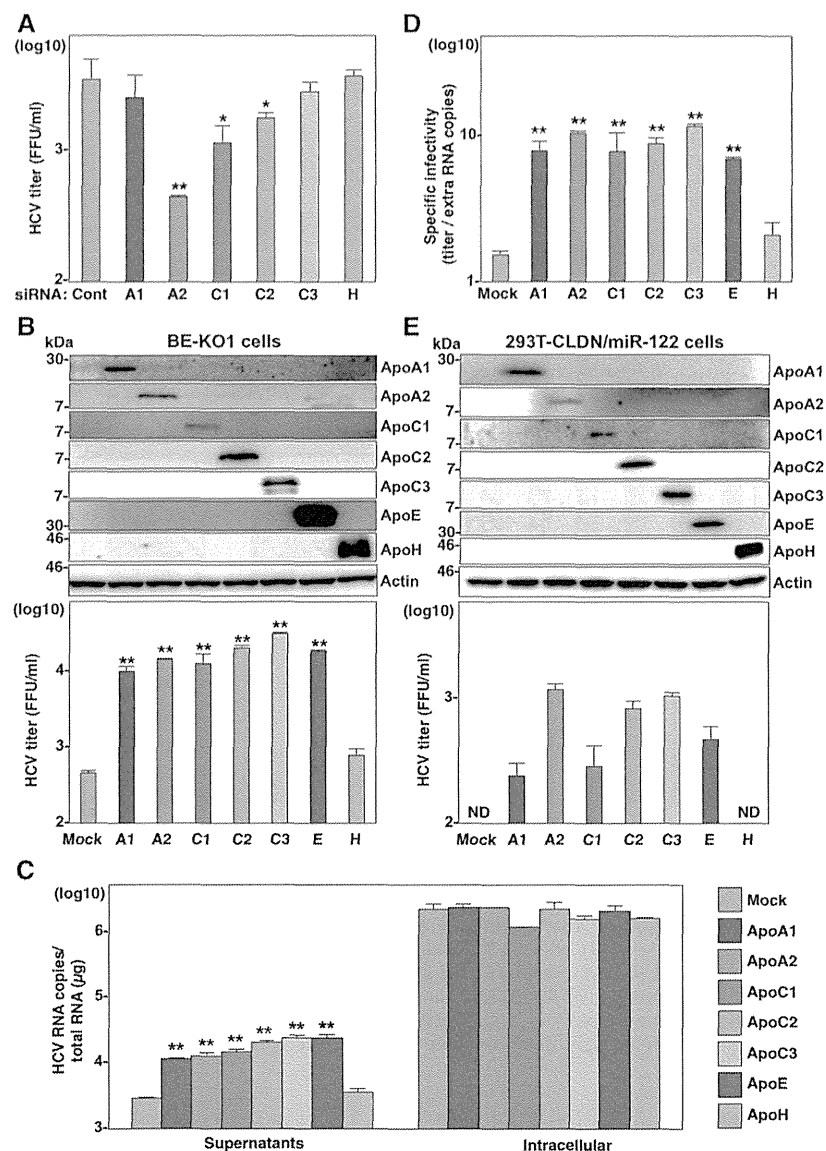 A
(log10)
HCV titer (FFU/ml)
3
2
** * *
siRNA: Cont A1 A2 C1 C2 C3 H
D
(log10)
Specific infectivity
(titer / extra RNA copies)
10
1
** ** ** ** ** **
Mock A1 A2 C1 C2 C3 E H
B
BE-KO1 cells
kDa
30 ApoA1
7 ApoA2
7 ApoC1
7 ApoC2
7 ApoC3
30 ApoE
46 ApoH
46 Actin
(log10)
HCV titer (FFU/ml)
4
3
2
** ** ** ** ** **
Mock A1 A2 C1 C2 C3 E H
E
293T-CLDN/miR-122 cells
kDa
30 ApoA1
7 ApoA2
7 ApoC1
7 ApoC2
7 ApoC3
30 ApoE
46 ApoH
46 Actin
(log10)
HCV titer (FFU/ml)
3
2
ND ND
Mock A1 A2 C1 C2 C3 E H
C
(log10)
HCV RNA copies/
total RNA (µg)
6
5
4
3
** ** ** ** ** **
Supernatants Intracellular
Mock
ApoA1
ApoA2
ApoC1
ApoC2
ApoC3
ApoE
ApoH